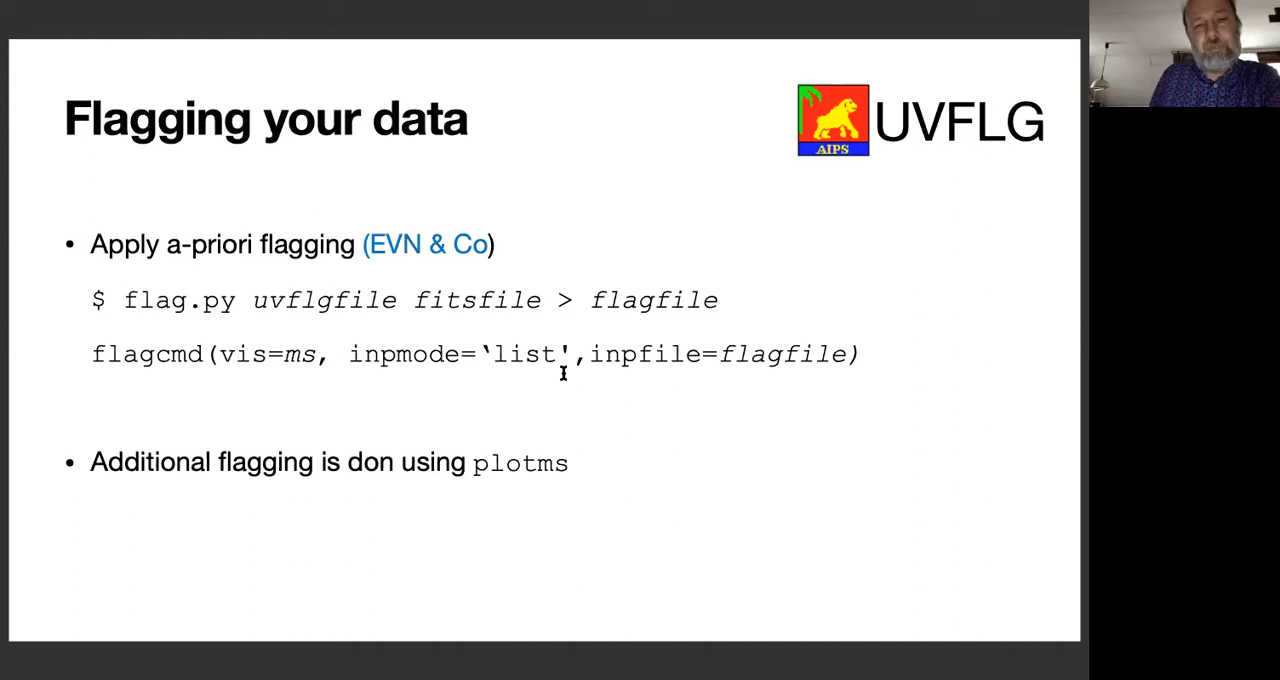 Flagging your data
AIPS
UVFLG
• Apply a-priori flagging (EVN & Co)
$ flag.py uvflgfile fitsfile > flagfile
flagcmd(vis=ms, inpmode=‘list',inpfile=flagfile)
• Additional flagging is don using plotms